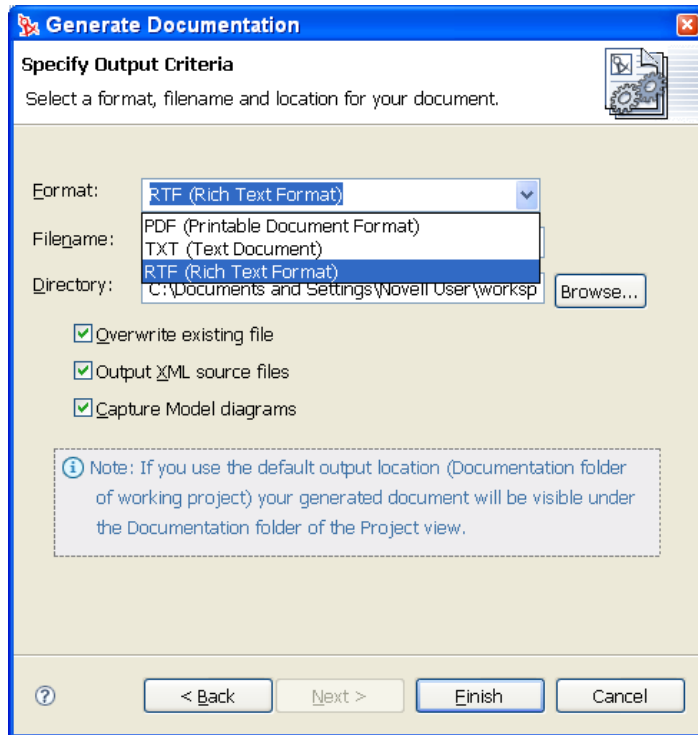 Generate Documentation
Specify Output Criteria
Select a format, filename and location for your document.
Format:
RTF (Rich Text Format)
PDF (Printable Document Format)
Filename:
TXT (Text Document)
RTF (Rich Text Format)
Directory:
C:\Documents and Settings\Novell User\worksp
Browse...
Overwrite existing file
Output XML source files
Capture Model diagrams
Note: If you use the default output location (Documentation folder
of working project) your generated document will be visible under
the Documentation folder of the Project view.
< Back
Next >
Finish
Cancel